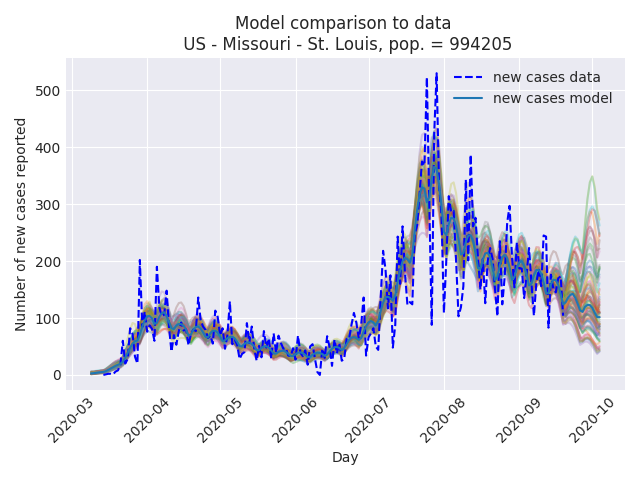 Model comparison to data
US - Missouri - St. Louis, pop. = 994205
new cases data
new cases model
Number of new cases reported
500
400
300
200
100
0
2020-03
2020-04
2020-05
2020-06
2020-07
2020-08
2020-09
2020-10
Day